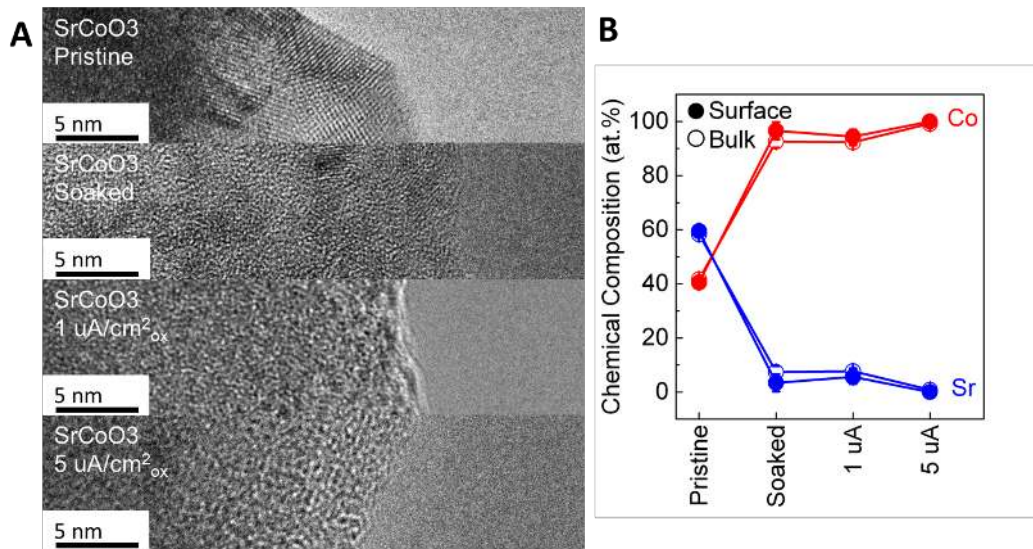 A
SrCoO3
Pristine
5 nm
SrCoO3
Soaked
5 nm
SrCoO3
1 uA/cm²ox
5 nm
SrCoO3
5 uA/cm²ox
5 nm
B
Chemical Composition (at.%)
100
80
60
40
20
0
Surface
Bulk
Co
Sr
Pristine
Soaked
1 uA
5 uA